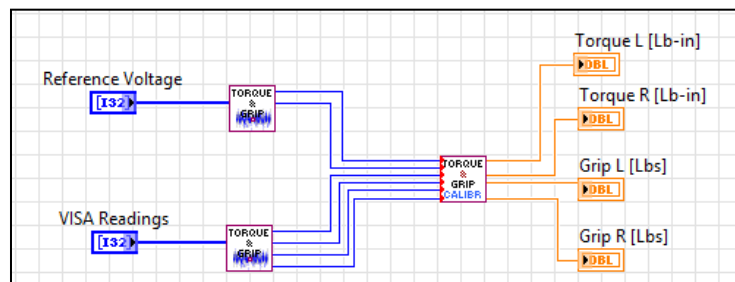 Torque L [Lb-in]
DBL
Reference Voltage
[I32]
TORQUE
&
GRIP
Torque R [Lb-in]
DBL
TORQUE
&
GRIP
CALIBR
Grip L [Lbs]
DBL
VISA Readings
[I32]
TORQUE
&
GRIP
Grip R [Lbs]
DBL